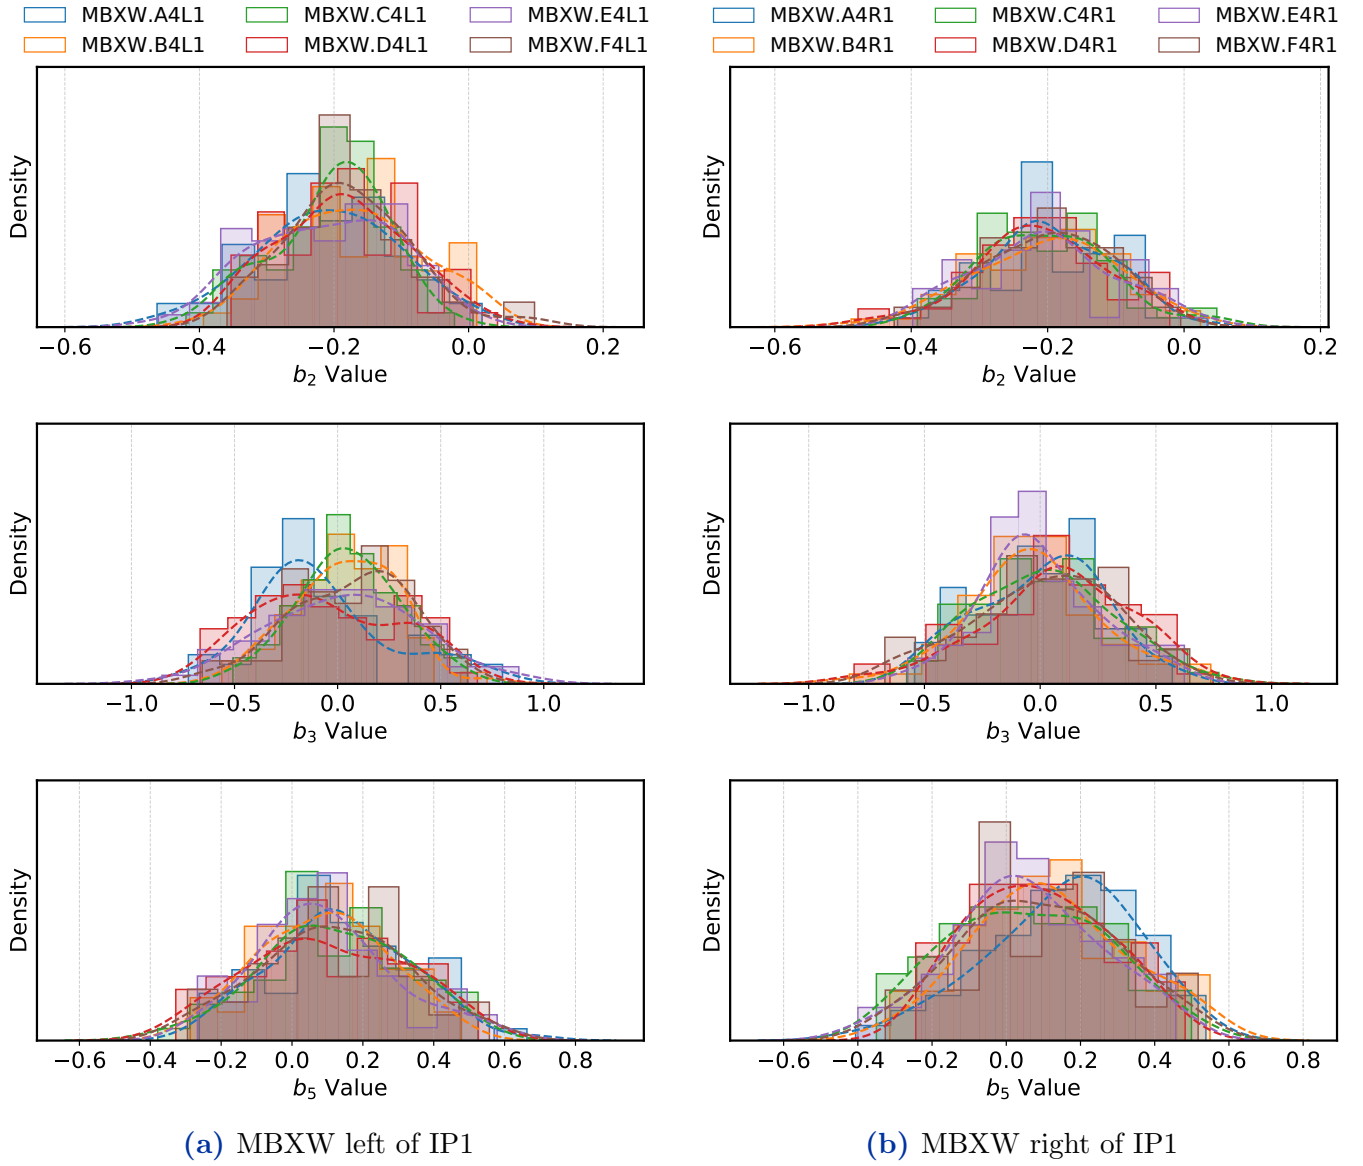 MBXW.A4L1 MBXW.C4L1 MBXW.E4L1
MBXW.B4L1 MBXW.D4L1 MBXW.F4L1
Density
−0.6 −0.4 −0.2 0.0 0.2
b2 Value
Density
−1.0 −0.5 0.0 0.5 1.0
b3 Value
Density
−0.6 −0.4 −0.2 0.0 0.2 0.4 0.6 0.8
b5 Value
(a) MBXW left of IP1
MBXW.A4R1 MBXW.C4R1 MBXW.E4R1
MBXW.B4R1 MBXW.D4R1 MBXW.F4R1
Density
−0.6 −0.4 −0.2 0.0 0.2
b2 Value
Density
−1.0 −0.5 0.0 0.5 1.0
b3 Value
Density
−0.6 −0.4 −0.2 0.0 0.2 0.4 0.6 0.8
b5 Value
(b) MBXW right of IP1